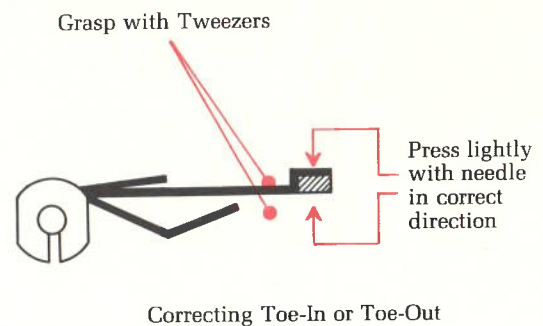 Grasp with Tweezers
Press lightly
with needle
in correct
direction
Correcting Toe-In or Toe-Out